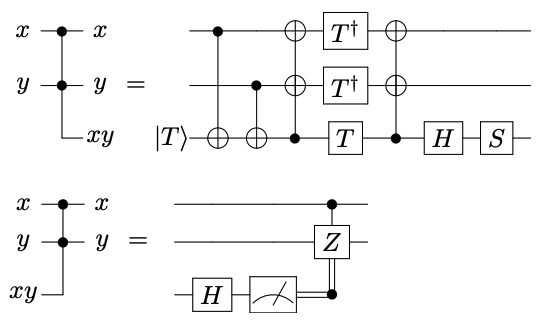 x x T†
y y = T†
|T⟩ xy T H S
x x
y y = Z
xy H